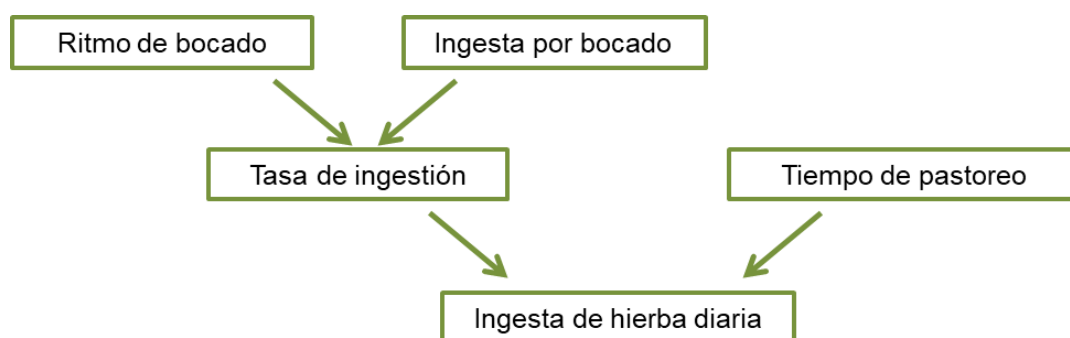 Ritmo de bocado
Ingesta por bocado
Tasa de ingestión
Tiempo de pastoreo
Ingesta de hierba diaria